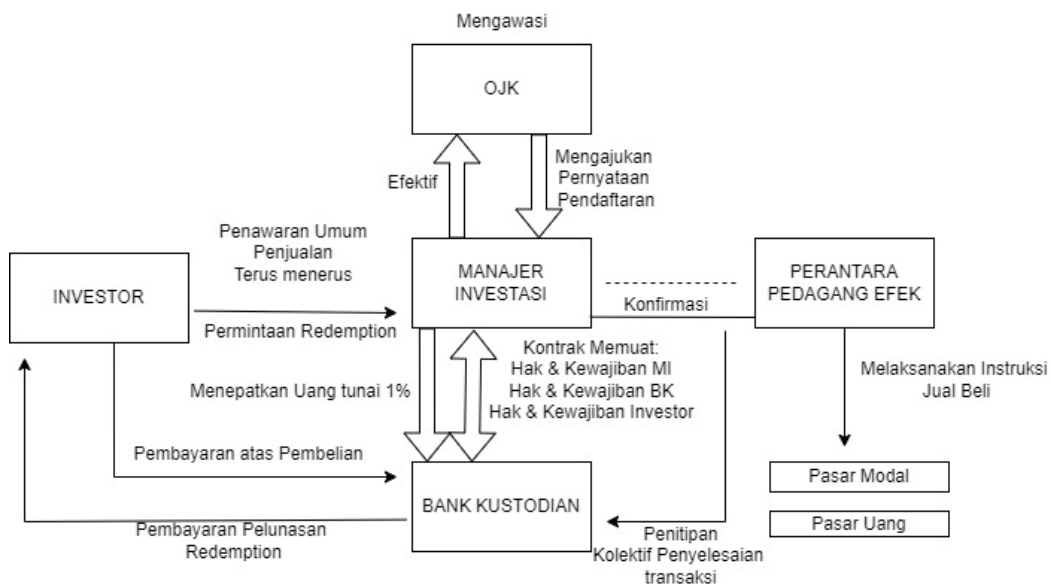 Mengawasi
OJK
Efektif
Mengajukan
Pernyataan
Pendaftaran
Penawaran Umum
Penjualan
Terus menerus
INVESTOR
Permintaan Redemption
MANAJER
INVESTASI
Konfirmasi
PERANTARA
PEDAGANG EFEK
Menepatkan Uang tunai 1%
Kontrak Memuat:
Hak & Kewajiban MI
Hak & Kewajiban BK
Hak & Kewajiban Investor
Melaksanakan Instruksi
Jual Beli
Pembayaran atas Pembelian
BANK KUSTODIAN
Pasar Modal
Pasar Uang
Pembayaran Pelunasan
Redemption
Penitipan
Kolektif Penyelesaian
transaksi